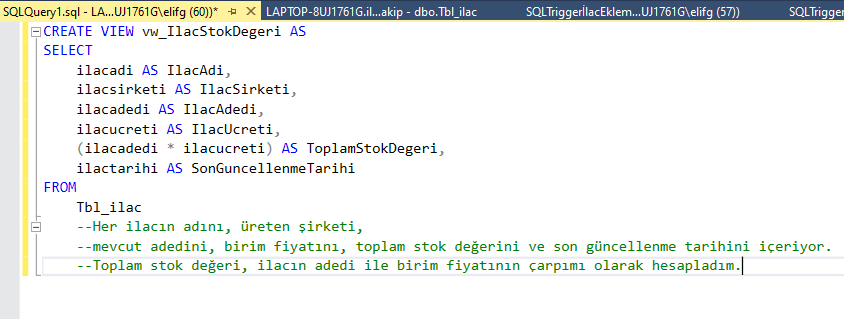 SQLQuery1.sql - LA...UJ1761G\elifg (60))* LAPTOP-8UJ1761G.il...akip - dbo.Tbl_ilac SQLTriggerİlacEklem...UJ1761G\elifg (57)) SQLTrigger
CREATE VIEW vw_IlacStokDegeri AS
SELECT
ilacadi AS IlacAdi,
ilacsirketi AS IlacSirketi,
ilacadedi AS IlacAdedi,
ilacucreti AS IlacUcreti,
(ilacadedi * ilacucreti) AS ToplamStokDegeri,
ilactarihi AS SonGuncellenmeTarihi
FROM
Tbl_ilac
--Her ilacın adını, üreten şirketi,
--mevcut adedini, birim fiyatını, toplam stok değerini ve son güncellenme tarihini içeriyor.
--Toplam stok değeri, ilacın adedi ile birim fiyatının çarpımı olarak hesapladım.